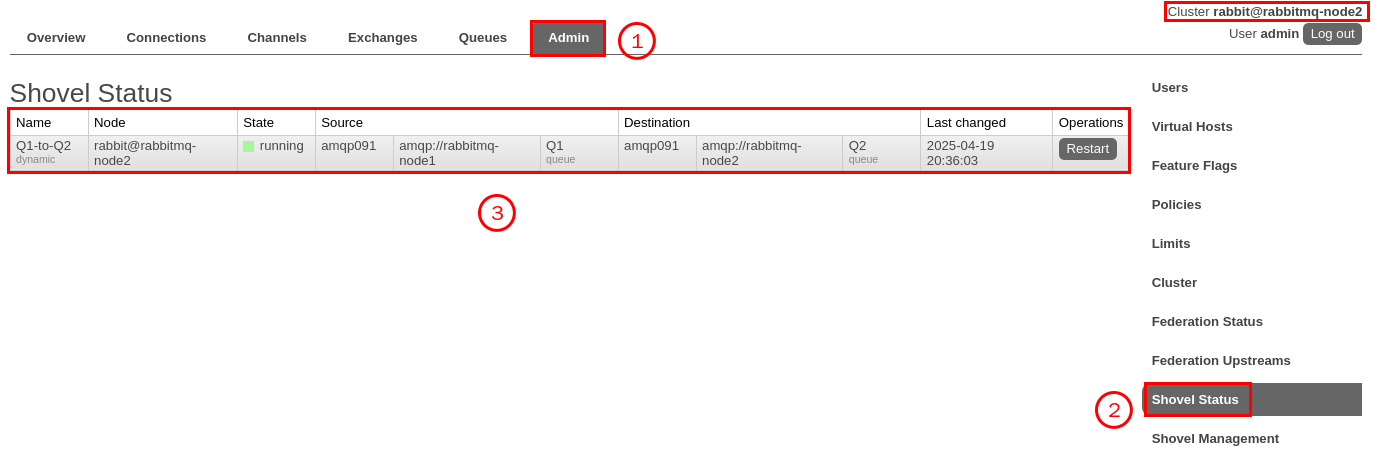 Cluster rabbit@rabbitmq-node2
User admin Log out
Overview Connections Channels Exchanges Queues Admin 1
Shovel Status
Name Node State Source Destination Last changed Operations
Q1-to-Q2 rabbit@rabbitmq- running amqp091 amqp://rabbitmq- Q1 amqp091 amqp://rabbitmq- Q2 2025-04-19 Restart
dynamic node2 node1 queue node2 queue 20:36:03
3
Users
Virtual Hosts
Feature Flags
Policies
Limits
Cluster
Federation Status
Federation Upstreams
2 Shovel Status
Shovel Management